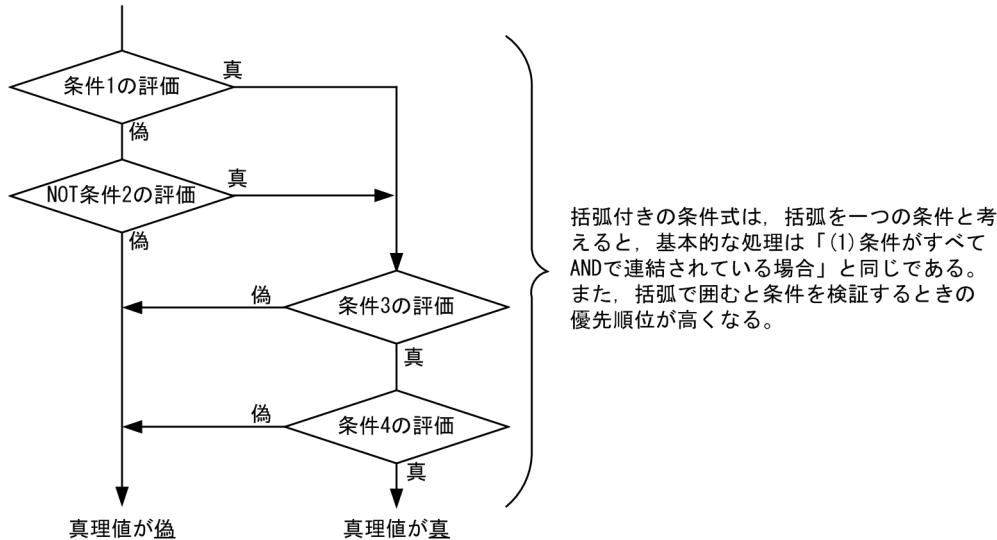 真
条件1の評価
偽
真
NOT条件2の評価
偽
括弧付きの条件式は，括弧を一つの条件と考
えると，基本的な処理は「(1)条件がすべて
ANDで連結されている場合」と同じである。
また，括弧で囲むと条件を検証するときの
優先順位が高くなる。
偽
条件3の評価
真
偽
条件4の評価
真
真理値が偽
真理値が真